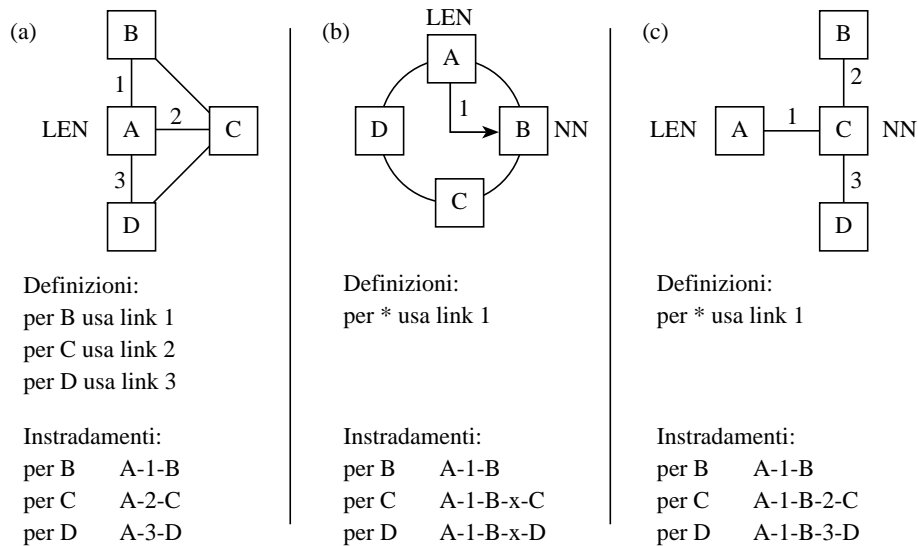 (a)
B
1
LEN
A
2
C
3
D
Definizioni:
per B usa link 1
per C usa link 2
per D usa link 3
Instradamenti:
per B A-1-B
per C A-2-C
per D A-3-D
(b)
LEN
A
1
D
B
NN
C
Definizioni:
per * usa link 1
Instradamenti:
per B A-1-B
per C A-1-B-x-C
per D A-1-B-x-D
(c)
B
2
LEN
A
1
C
NN
3
D
Definizioni:
per * usa link 1
Instradamenti:
per B A-1-B
per C A-1-B-2-C
per D A-1-B-3-D